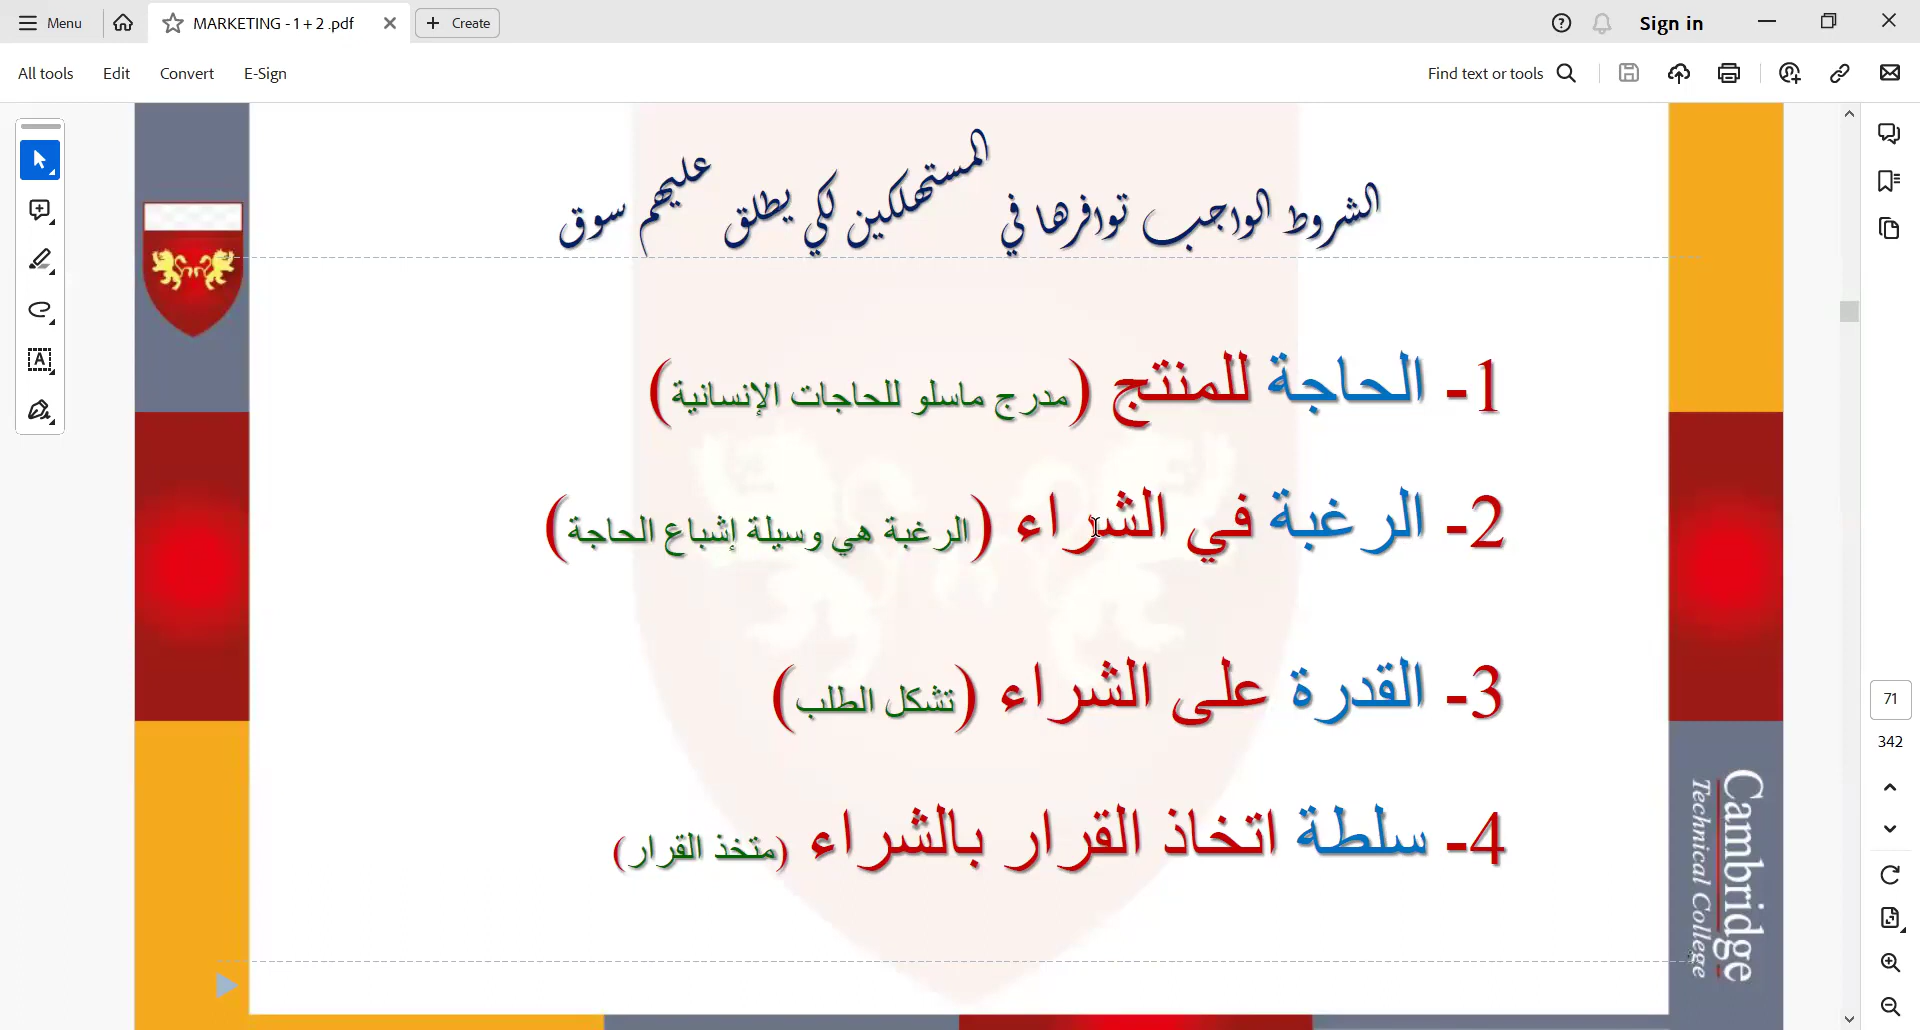 Menu
MARKETING - 1 + 2 .pdf
Create
Sign in
All tools
Edit
Convert
E-Sign
Find text or tools
الشروط الواجب توافرها في المستهلكين لكي يطلق عليهم سوق
1- الحاجة للمنتج (مدرج ماسلو للحاجات الإنسانية)
2- الرغبة في الشراء (الرغبة هي وسيلة إشباع الحاجة)
3- القدرة على الشراء (تشكل الطلب)
4- سلطة اتخاذ القرار بالشراء (متخذ القرار)
Cambridge
Technical College
71
342